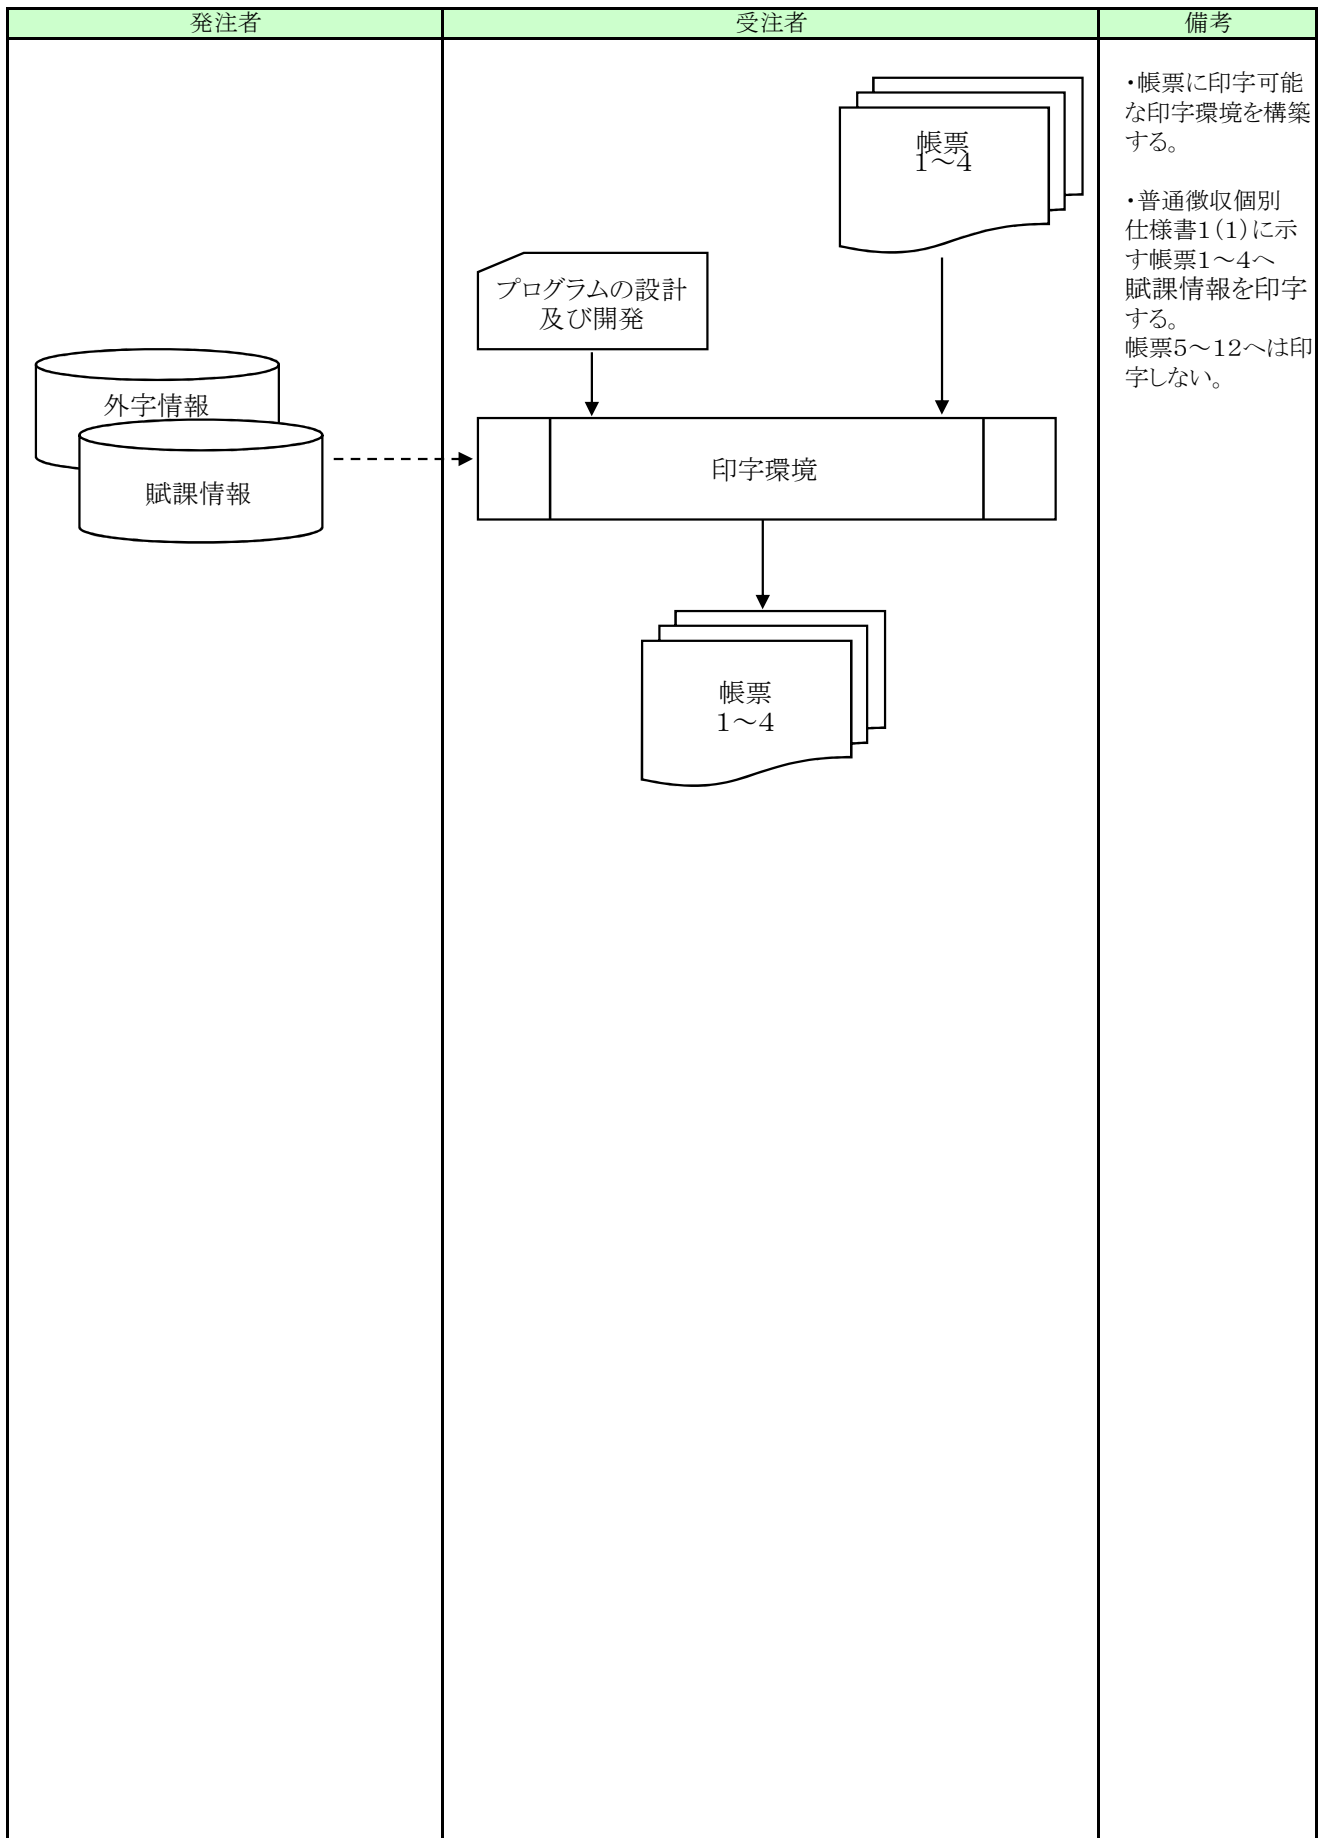 発注者
受注者
備考
帳票
1～4
・帳票に印字可能
な印字環境を構築
する。
・普通徴収個別
仕様書1(1)に示
す帳票1～4へ
賦課情報を印字
する。
帳票5～12へは印
字しない。
プログラムの設計
及び開発
外字情報
賦課情報
印字環境
帳票
1～4